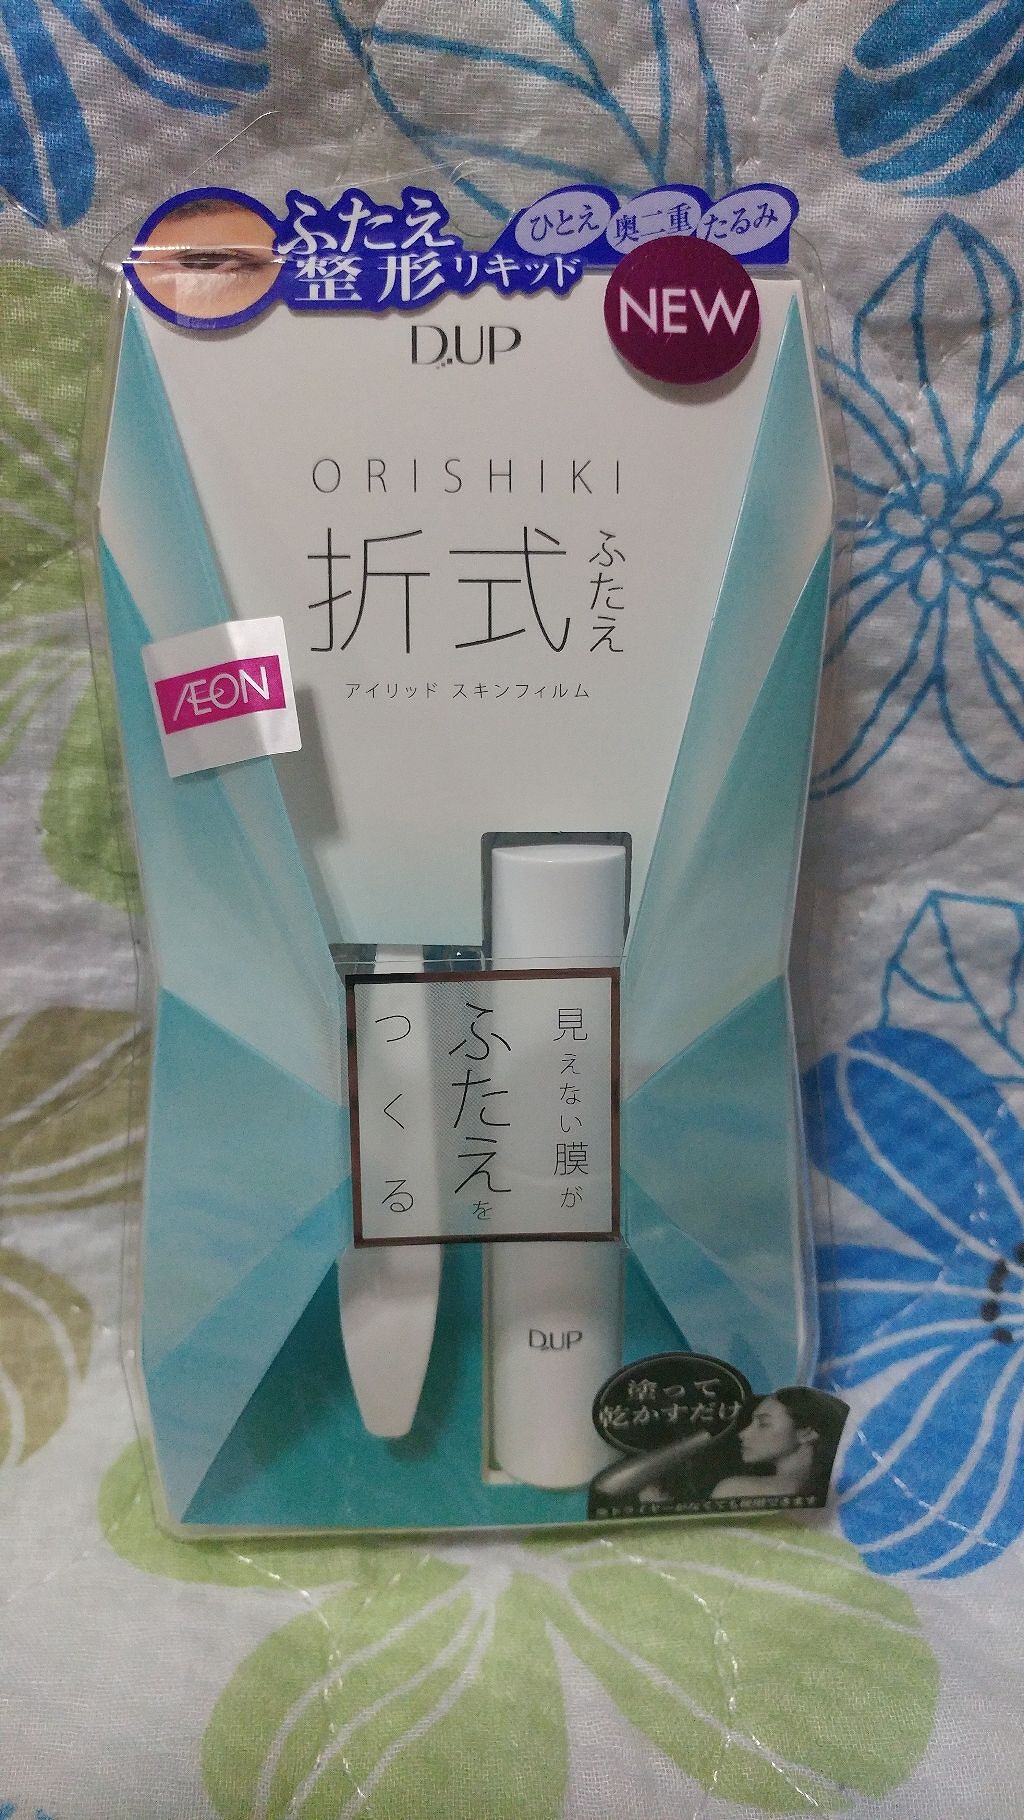 ふたえ
整形リキッド
ひとえ
奥二重
たるみ
NEW
D.UP
ORISHIKI
折式
ふたえ
アイリッド スキンフィルム
ÆON
見えない膜が
ふたえを
つくる
D.UP
塗って
乾かすだけ